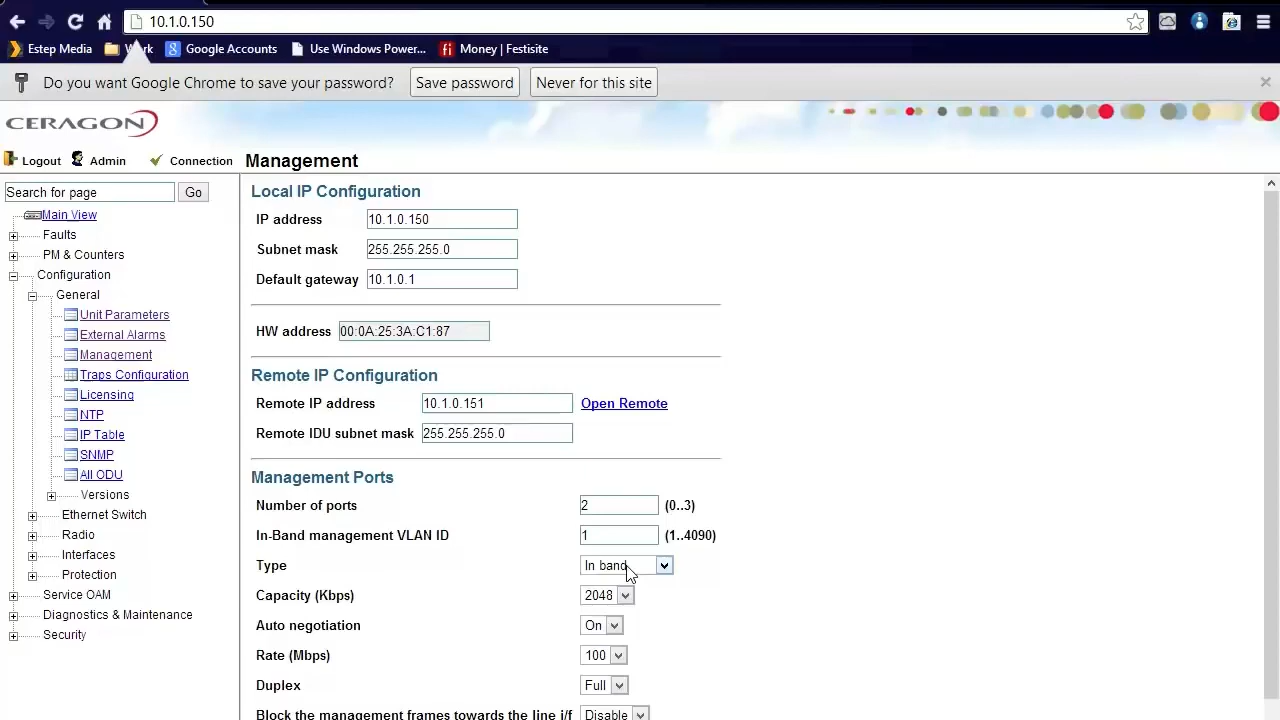 10.1.0.150
Estep Media Work Google Accounts Use Windows Power... Money | Festisite
Do you want Google Chrome to save your password? Save password Never for this site
CERAGON
Logout Admin Connection Management
Search for page Go
Main View
Faults
PM & Counters
Configuration
General
Unit Parameters
External Alarms
Management
Traps Configuration
Licensing
NTP
IP Table
SNMP
All ODU
Versions
Ethernet Switch
Radio
Interfaces
Protection
Service OAM
Diagnostics & Maintenance
Security
Local IP Configuration
IP address 10.1.0.150
Subnet mask 255.255.255.0
Default gateway 10.1.0.1
HW address 00:0A:25:3A:C1:87
Remote IP Configuration
Remote IP address 10.1.0.151 Open Remote
Remote IDU subnet mask 255.255.255.0
Management Ports
Number of ports 2 (0..3)
In-Band management VLAN ID 1 (1..4090)
Type In band
Capacity (Kbps) 2048
Auto negotiation On
Rate (Mbps) 100
Duplex Full
Block the management frames towards the line i/f Disable